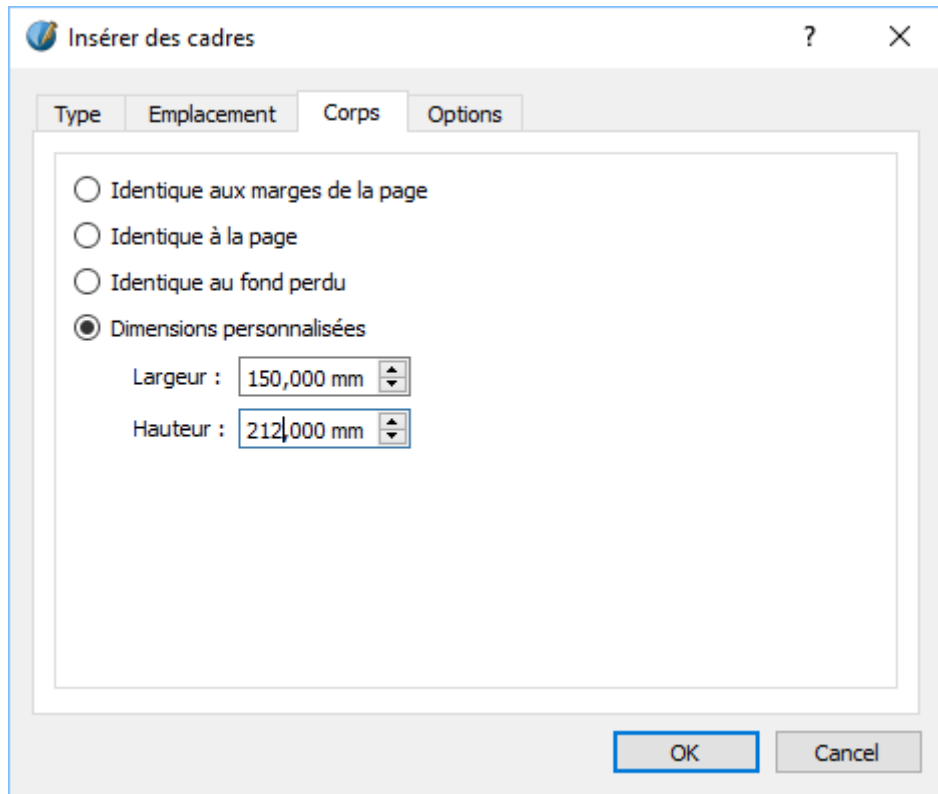 Insérer des cadres ?
Type Emplacement Corps Options
Identique aux marges de la page
Identique à la page
Identique au fond perdu
Dimensions personnalisées
Largeur : 150,000 mm
Hauteur : 212,000 mm
OK Cancel